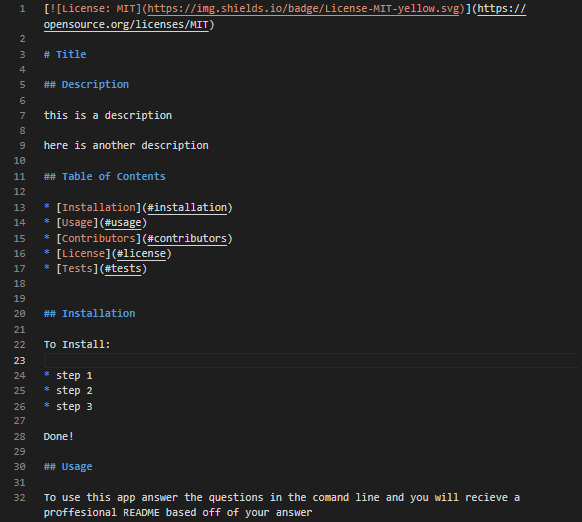 1 [![License: MIT](https://img.shields.io/badge/License-MIT-yellow.svg)](https://
opensource.org/licenses/MIT)
2
3 # Title
4
5 ## Description
6
7 this is a description
8
9 here is another description
10
11 ## Table of Contents
12
13 * [Installation](#installation)
14 * [Usage](#usage)
15 * [Contributors](#contributors)
16 * [License](#license)
17 * [Tests](#tests)
18
19
20 ## Installation
21
22 To Install:
23
24 * step 1
25 * step 2
26 * step 3
27
28 Done!
29
30 ## Usage
31
32 To use this app answer the questions in the comand line and you will recieve a
proffesional README based off of your answer